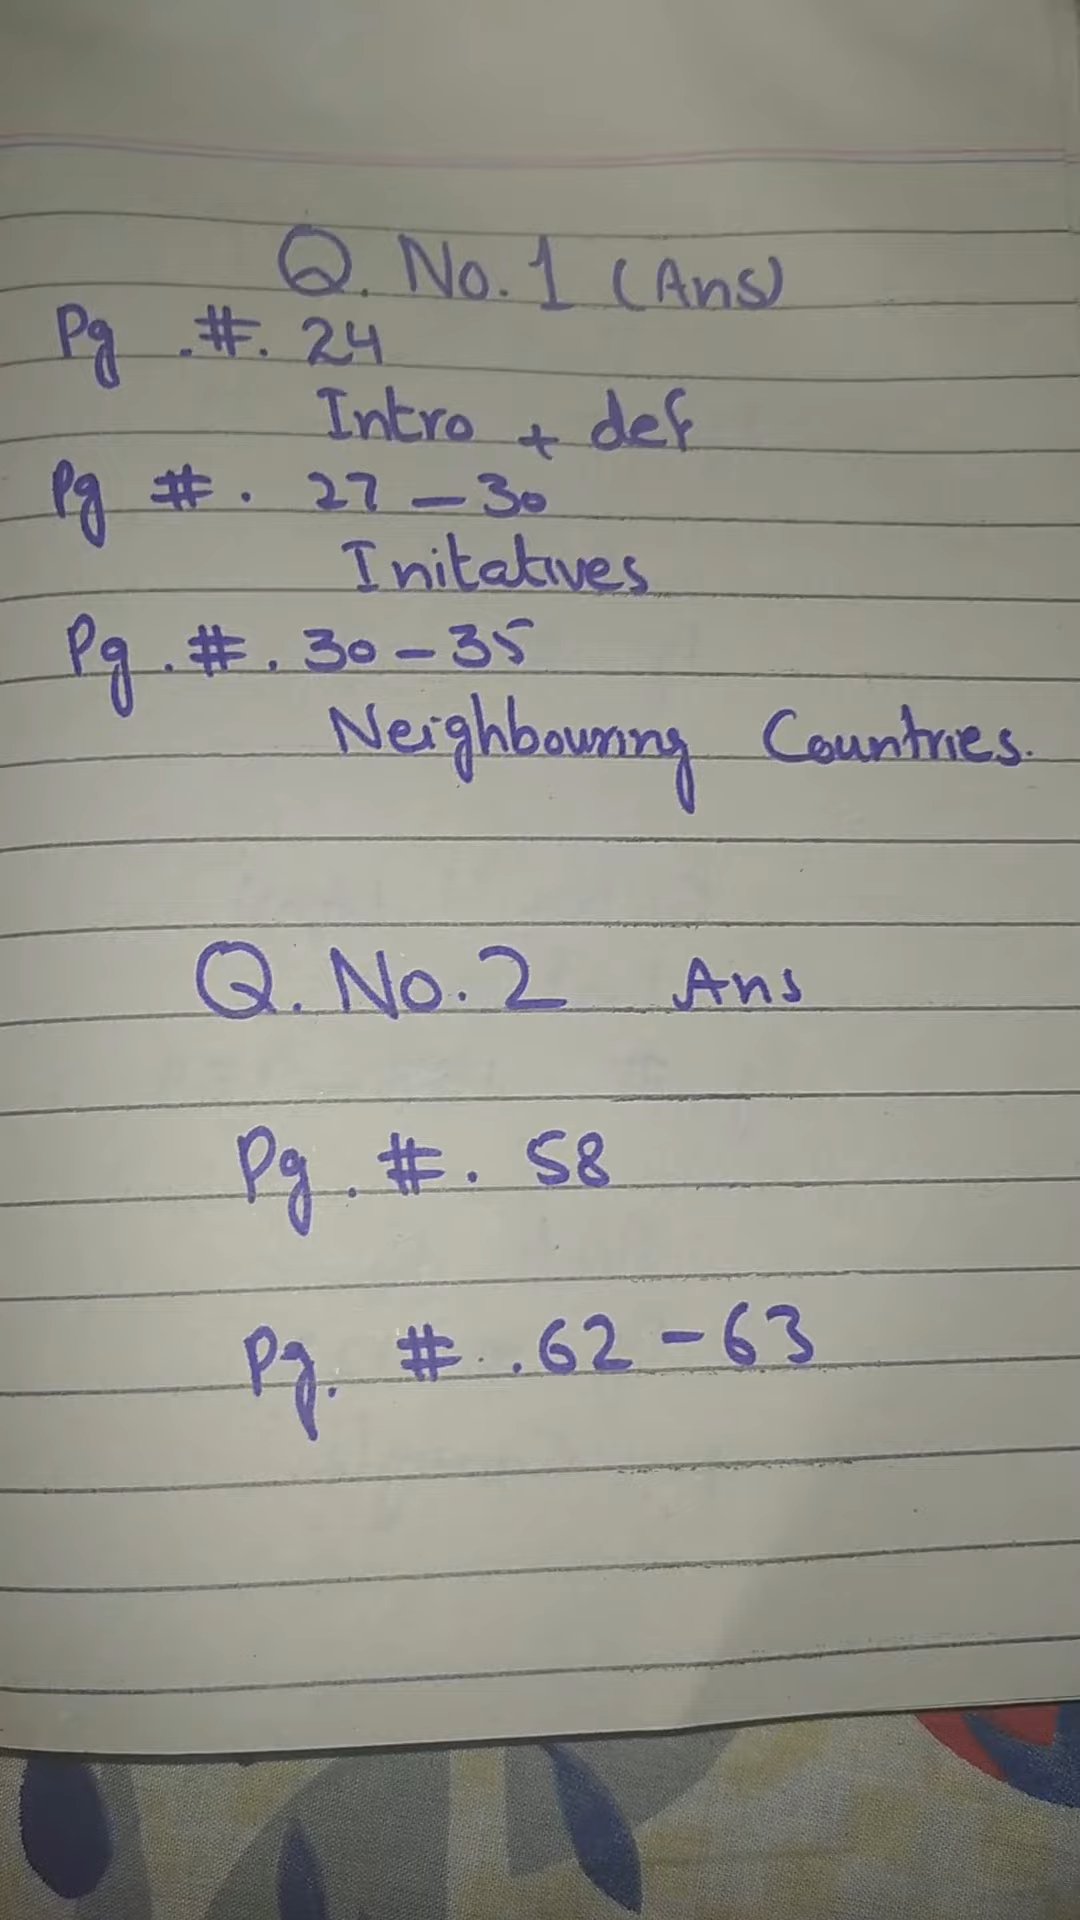 Q. No. 1 (Ans)
Pg .#. 24
Intro + def
Pg #. 27 - 30
Initatives
Pg .#. 30 - 35
Neighbouring Countries.
Q. No. 2 Ans
Pg. #. 58
Pg. #..62 - 63